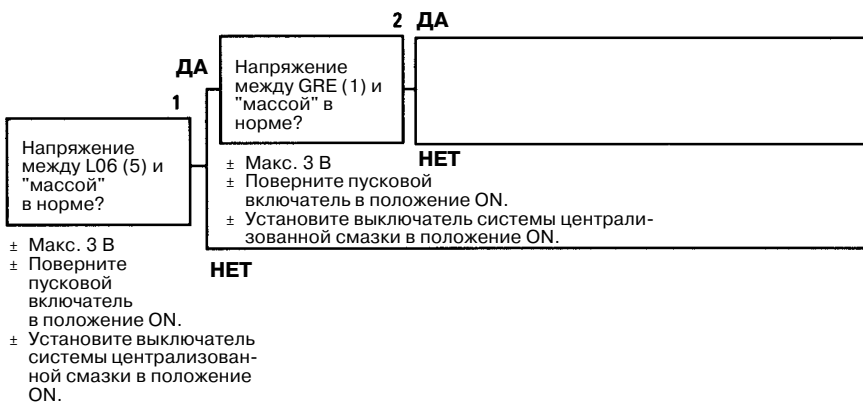 2 ДА
ДА
Напряжение
между GRE (1) и
"массой" в
норме?
1
Напряжение
между L06 (5) и
"массой"
в норме?
НЕТ
± Макс. 3 В
± Поверните пусковой
включатель в положение ON.
± Установите выключатель системы централи-
зованной смазки в положение ON.
НЕТ
± Макс. 3 В
± Поверните
пусковой
включатель
в положение ON.
± Установите выключатель
системы централизован-
ной смазки в положение
ON.